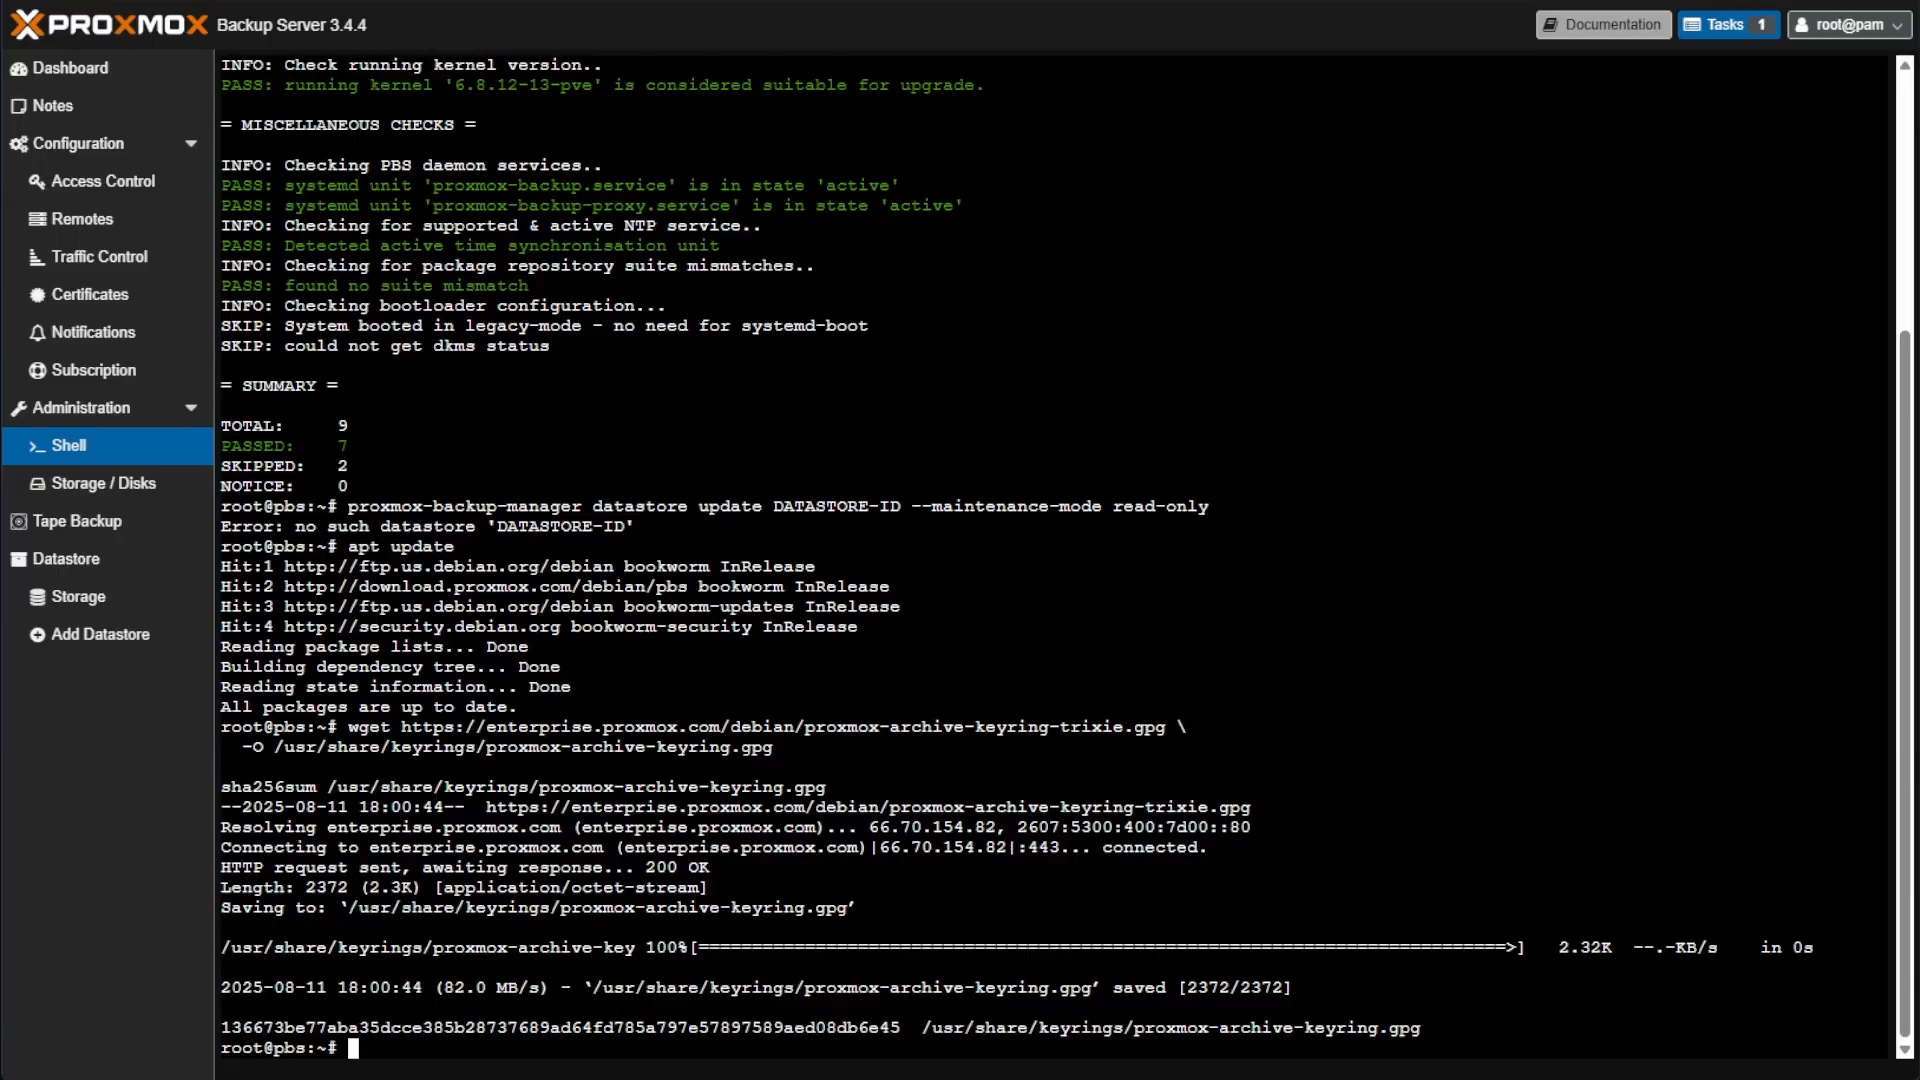 PROXMOX Backup Server 3.4.4
Documentation
Tasks 1
root@pam
Dashboard
Notes
Configuration
Access Control
Remotes
Traffic Control
Certificates
Notifications
Subscription
Administration
>_ Shell
Storage / Disks
Tape Backup
Datastore
Storage
Add Datastore
INFO: Check running kernel version..
PASS: running kernel '6.8.12-13-pve' is considered suitable for upgrade.
= MISCELLANEOUS CHECKS =
INFO: Checking PBS daemon services..
PASS: systemd unit 'proxmox-backup.service' is in state 'active'
PASS: systemd unit 'proxmox-backup-proxy.service' is in state 'active'
INFO: Checking for supported & active NTP service..
PASS: Detected active time synchronisation unit
INFO: Checking for package repository suite mismatches..
PASS: found no suite mismatch
INFO: Checking bootloader configuration...
SKIP: System booted in legacy-mode - no need for systemd-boot
SKIP: could not get dkms status
= SUMMARY =
TOTAL: 9
PASSED: 7
SKIPPED: 2
NOTICE: 0
root@pbs:~# proxmox-backup-manager datastore update DATASTORE-ID --maintenance-mode read-only
Error: no such datastore 'DATASTORE-ID'
root@pbs:~# apt update
Hit:1 http://ftp.us.debian.org/debian bookworm InRelease
Hit:2 http://download.proxmox.com/debian/pbs bookworm InRelease
Hit:3 http://ftp.us.debian.org/debian bookworm-updates InRelease
Hit:4 http://security.debian.org bookworm-security InRelease
Reading package lists... Done
Building dependency tree... Done
Reading state information... Done
All packages are up to date.
root@pbs:~# wget https://enterprise.proxmox.com/debian/proxmox-archive-keyring-trixie.gpg \
-O /usr/share/keyrings/proxmox-archive-keyring.gpg
sha256sum /usr/share/keyrings/proxmox-archive-keyring.gpg
--2025-08-11 18:00:44-- https://enterprise.proxmox.com/debian/proxmox-archive-keyring-trixie.gpg
Resolving enterprise.proxmox.com (enterprise.proxmox.com)... 66.70.154.82, 2607:5300:400:7d00::80
Connecting to enterprise.proxmox.com (enterprise.proxmox.com)|66.70.154.82|:443... connected.
HTTP request sent, awaiting response... 200 OK
Length: 2372 (2.3K) [application/octet-stream]
Saving to: ‘/usr/share/keyrings/proxmox-archive-keyring.gpg’
/usr/share/keyrings/proxmox-archive-key 100%[============================================================================>] 2.32K --.-KB/s in 0s
2025-08-11 18:00:44 (82.0 MB/s) - ‘/usr/share/keyrings/proxmox-archive-keyring.gpg’ saved [2372/2372]
136673be77aba35dcce385b28737689ad64fd785a797e57897589aed08db6e45 /usr/share/keyrings/proxmox-archive-keyring.gpg
root@pbs:~#